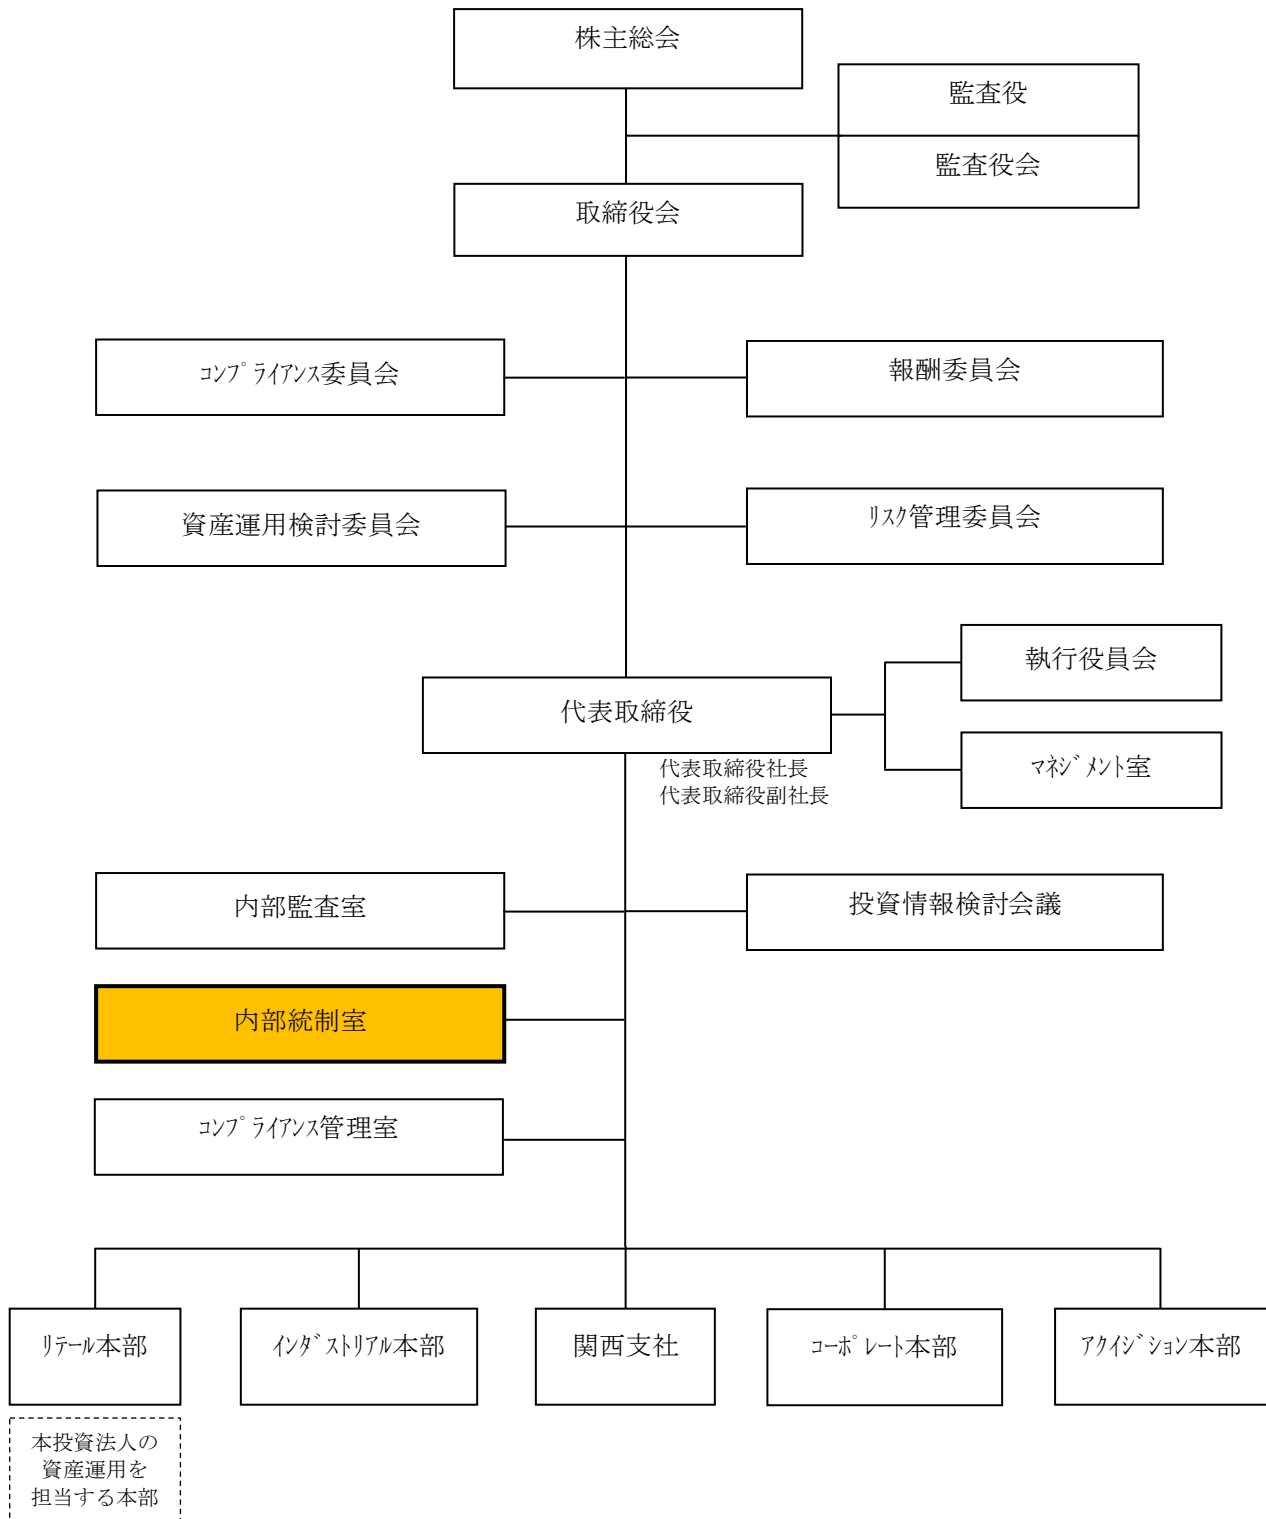 株主総会
監査役
監査役会
取締役会
ｺﾝﾌﾟﾗｲｱﾝｽ委員会
報酬委員会
資産運用検討委員会
ﾘｽｸ管理委員会
執行役員会
代表取締役
ﾏﾈｼﾞﾒﾝﾄ室
代表取締役社長
代表取締役副社長
内部監査室
投資情報検討会議
内部統制室
ｺﾝﾌﾟﾗｲｱﾝｽ管理室
ﾘﾃｰﾙ本部
ｲﾝﾀﾞｽﾄﾘｱﾙ本部
関西支社
ｺｰﾎﾟﾚｰﾄ本部
ｱｸｲｼﾞｼｮﾝ本部
本投資法人の
資産運用を
担当する本部